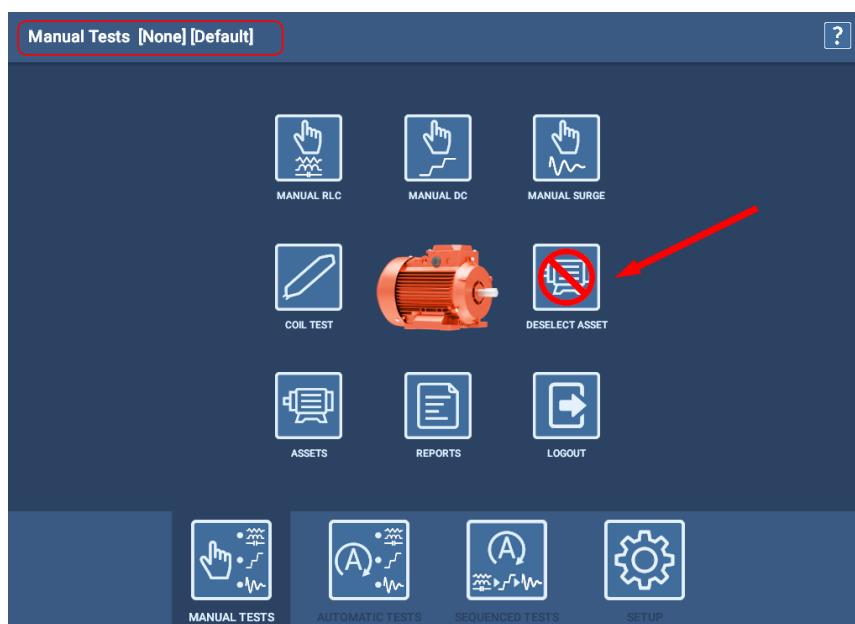 Manual Tests [None] [Default]
?
MANUAL RLC
MANUAL DC
MANUAL SURGE
COIL TEST
DESELECT ASSET
ASSETS
REPORTS
LOGOUT
A
A
MANUAL TESTS
AUTOMATIC TESTS
SEQUENCED TESTS
SETUP